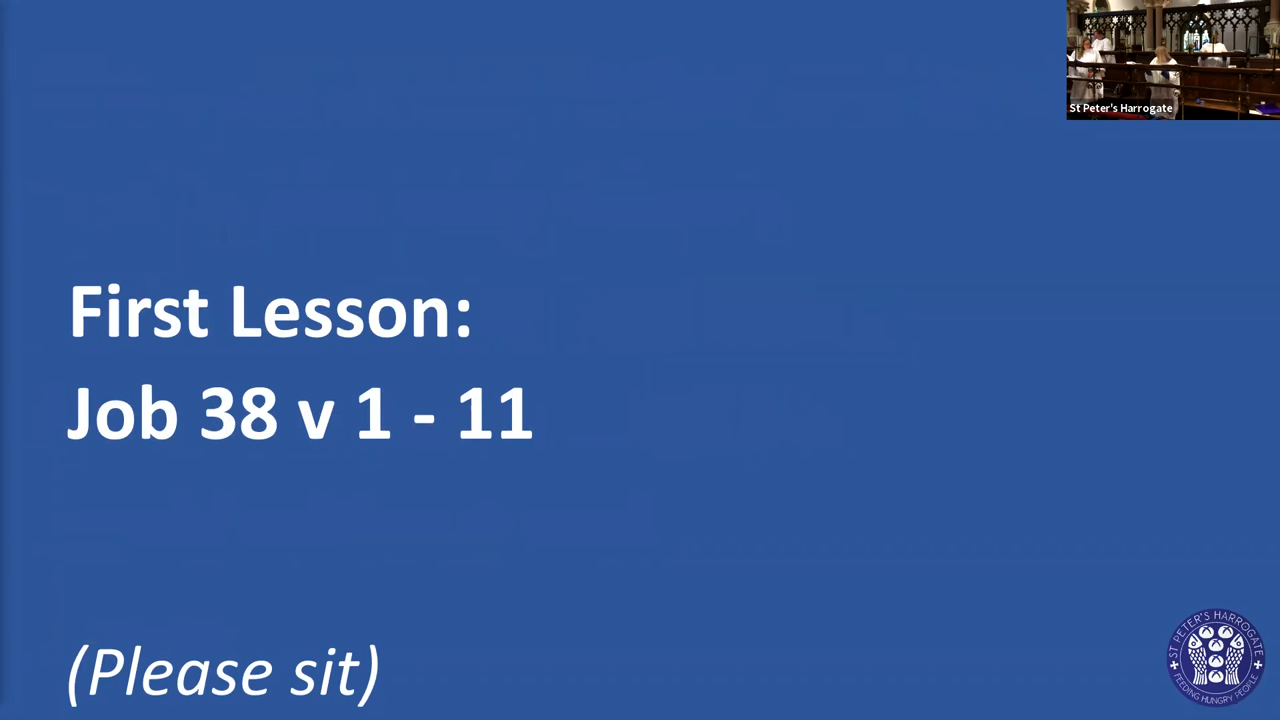 St Peter's Harrogate
First Lesson:
Job 38 v 1 - 11
(Please sit)
ST PETER'S HARROGATE
FEEDING HUNGRY PEOPLE